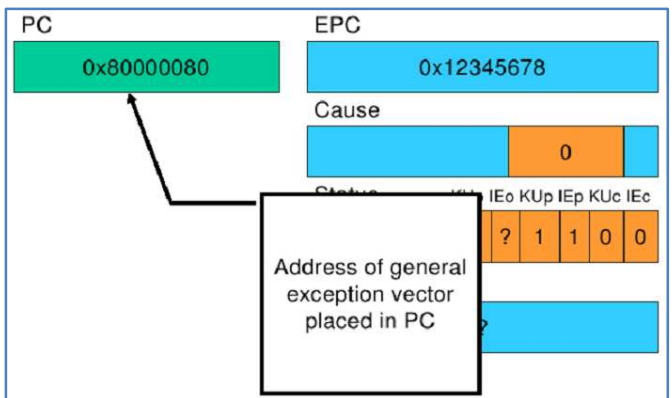 PC
EPC
0x80000080
0x12345678
Cause
0
IEo KUp IEp KUc IEc
? 1 1 0 0
Address of general
exception vector
placed in PC
?